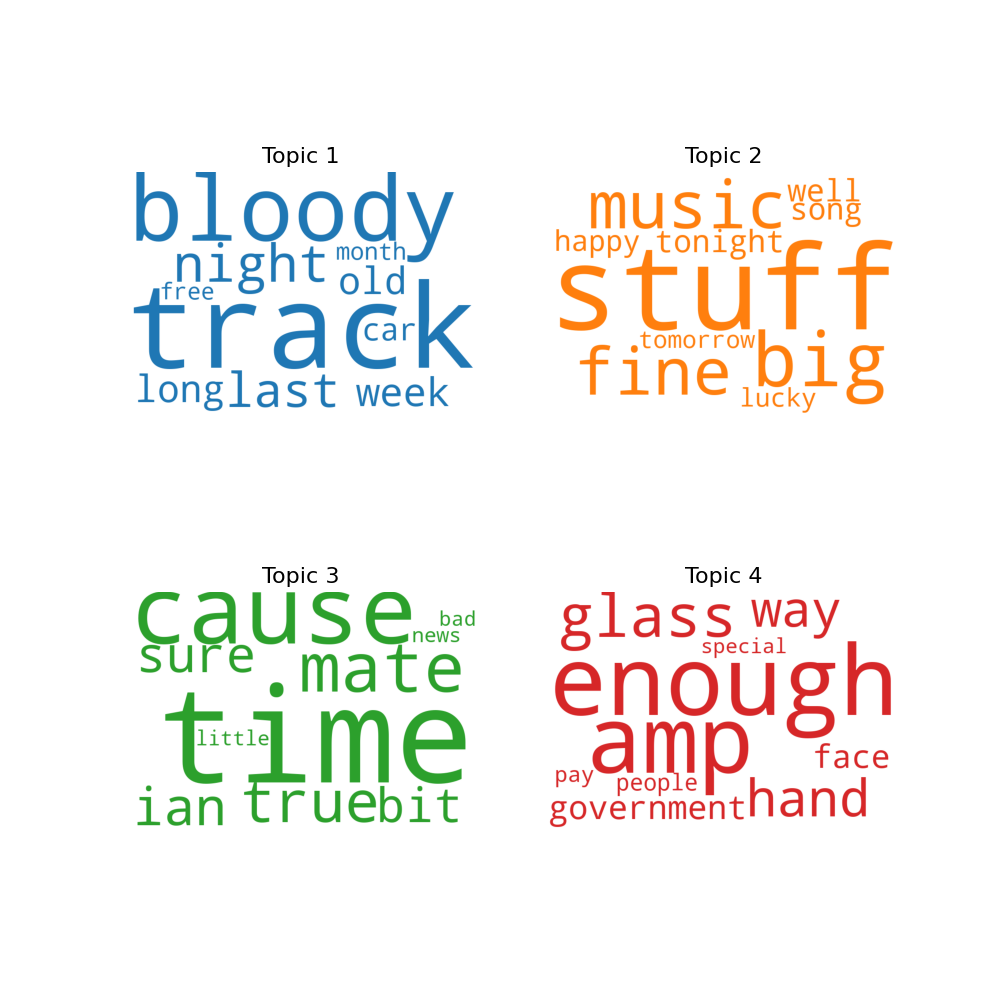 Topic 1
bloody
night month
old
free
track
car
long last week
Topic 2
music well
song
happy tonight
stuff
tomorrow
fine big
lucky
Topic 3
cause
bad
news
sure
mate
time
little
ian true bit
Topic 4
glass way
special
enough
amp
face
pay people
government hand